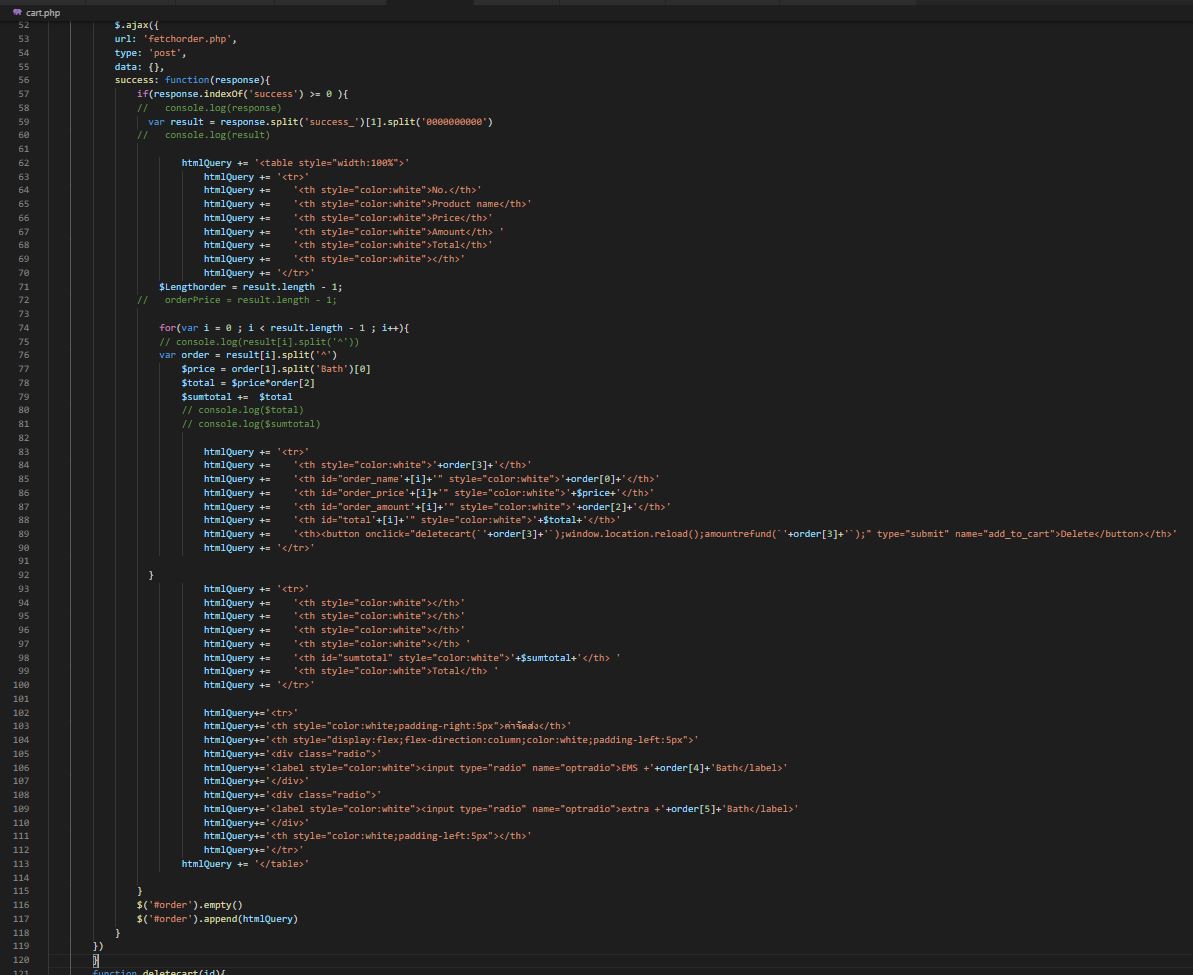 cart.php
52 $.ajax({
53 url: 'fetchorder.php',
54 type: 'post',
55 data: {},
56 success: function(response){
57 if(response.indexOf('success') >= 0 ){
58 // console.log(response)
59 var result = response.split('success_')[1].split('0000000000')
60 // console.log(result)
61
62 htmlQuery += '<table style="width:100%">'
63 htmlQuery += '<tr>'
64 htmlQuery += '<th style="color:white">No.</th>'
65 htmlQuery += '<th style="color:white">Product name</th>'
66 htmlQuery += '<th style="color:white">Price</th>'
67 htmlQuery += '<th style="color:white">Amount</th> '
68 htmlQuery += '<th style="color:white">Total</th>'
69 htmlQuery += '<th style="color:white"></th>'
70 htmlQuery += '</tr>'
71 $Lengthorder = result.length - 1;
72 // orderPrice = result.length - 1;
73
74 for(var i = 0 ; i < result.length - 1 ; i++){
75 // console.log(result[i].split('^'))
76 var order = result[i].split('^')
77 $price = order[1].split('Bath')[0]
78 $total = $price*order[2]
79 $sumtotal += $total
80 // console.log($total)
81 // console.log($sumtotal)
82
83 htmlQuery += '<tr>'
84 htmlQuery += '<th style="color:white">'+order[3]+'</th>'
85 htmlQuery += '<th id="order_name'+[i]+'" style="color:white">'+order[0]+'</th>'
86 htmlQuery += '<th id="order_price'+[i]+'" style="color:white">'+$price+'</th>'
87 htmlQuery += '<th id="order_amount'+[i]+'" style="color:white">'+order[2]+'</th>'
88 htmlQuery += '<th id="total'+[i]+'" style="color:white">'+$total+'</th>'
89 htmlQuery += '<th><button onclick="deletecart(`'+order[3]+'`);window.location.reload();amountrefund(`'+order[3]+'`);" type="submit" name="add_to_cart">Delete</button></th>'
90 htmlQuery += '</tr>'
91
92 }
93 htmlQuery += '<tr>'
94 htmlQuery += '<th style="color:white"></th>'
95 htmlQuery += '<th style="color:white"></th>'
96 htmlQuery += '<th style="color:white"></th>'
97 htmlQuery += '<th style="color:white"></th> '
98 htmlQuery += '<th id="sumtotal" style="color:white">'+$sumtotal+'</th> '
99 htmlQuery += '<th style="color:white">Total</th> '
100 htmlQuery += '</tr>'
101
102 htmlQuery+='<tr>'
103 htmlQuery+='<th style="color:white;padding-right:5px">ค่าจัดส่ง</th>'
104 htmlQuery+='<th style="display:flex;flex-direction:column;color:white;padding-left:5px">'
105 htmlQuery+='<div class="radio">'
106 htmlQuery+='<label style="color:white"><input type="radio" name="optradio">EMS +'+order[4]+'Bath</label>'
107 htmlQuery+='</div>'
108 htmlQuery+='<div class="radio">'
109 htmlQuery+='<label style="color:white"><input type="radio" name="optradio">extra +'+order[5]+'Bath</label>'
110 htmlQuery+='</div>'
111 htmlQuery+='<th style="color:white;padding-left:5px"></th>'
112 htmlQuery+='</tr>'
113 htmlQuery += '</table>'
114
115 }
116 $('#order').empty()
117 $('#order').append(htmlQuery)
118 }
119 })
120 }
121 function deletecart(id){